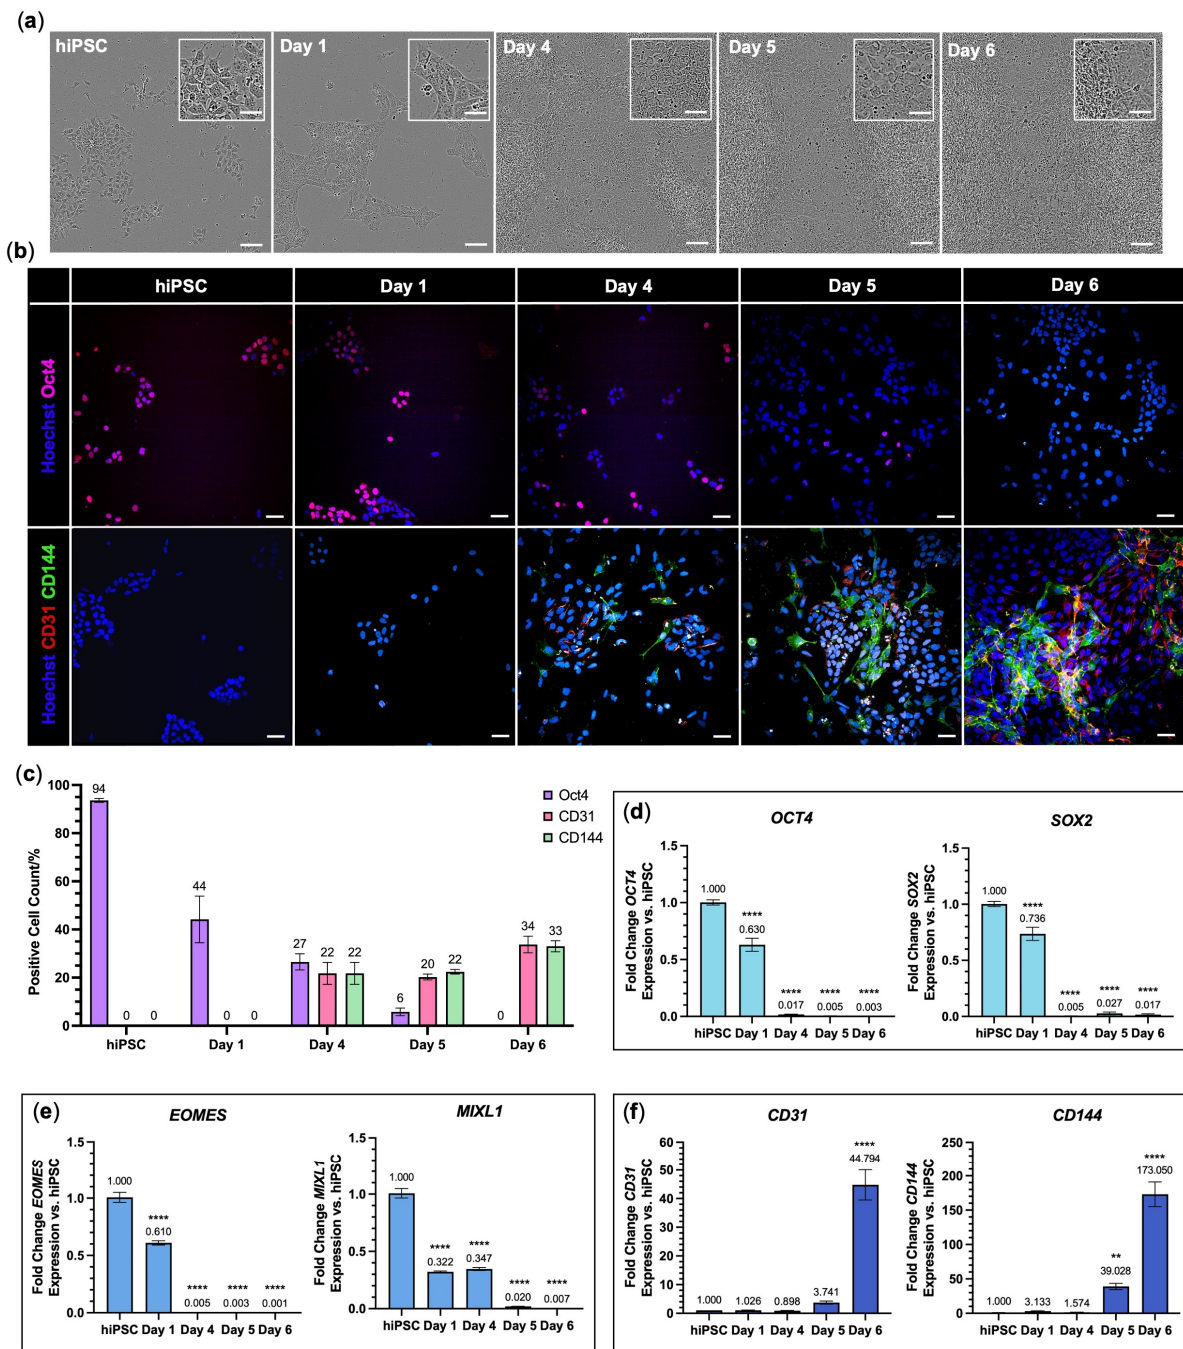 (a)
hiPSC
Day 1
Day 4
Day 5
Day 6
(b)
hiPSC
Day 1
Day 4
Day 5
Day 6
Hoechst Oct4
Hoechst CD31 CD144
(c)
Positive Cell Count/%
100
80
60
40
20
0
94
0
0
44
0
0
27
22
22
6
20
22
0
34
33
hiPSC
Day 1
Day 4
Day 5
Day 6
Oct4
CD31
CD144
(d)
OCT4
Fold Change OCT4
Expression vs. hiPSC
1.5
1.0
0.5
0.0
1.000
****
0.630
****
0.017
****
0.005
****
0.003
hiPSC Day 1 Day 4 Day 5 Day 6
SOX2
Fold Change SOX2
Expression vs. hiPSC
1.5
1.0
0.5
0.0
1.000
****
0.736
****
0.005
****
0.027
****
0.017
hiPSC Day 1 Day 4 Day 5 Day 6
(e)
EOMES
Fold Change EOMES
Expression vs. hiPSC
1.5
1.0
0.5
0.0
1.000
****
0.610
****
0.005
****
0.003
****
0.001
hiPSC Day 1 Day 4 Day 5 Day 6
MIXL1
Fold Change MIXL1
Expression vs. hiPSC
1.5
1.0
0.5
0.0
1.000
****
0.322
****
0.347
****
0.020
****
0.007
hiPSC Day 1 Day 4 Day 5 Day 6
(f)
CD31
Fold Change CD31
Expression vs. hiPSC
60
50
40
30
20
10
0
1.000
1.026
0.898
3.741
****
44.794
hiPSC Day 1 Day 4 Day 5 Day 6
CD144
Fold Change CD144
Expression vs. hiPSC
250
200
150
100
50
0
1.000
3.133
1.574
**
39.028
****
173.050
hiPSC Day 1 Day 4 Day 5 Day 6